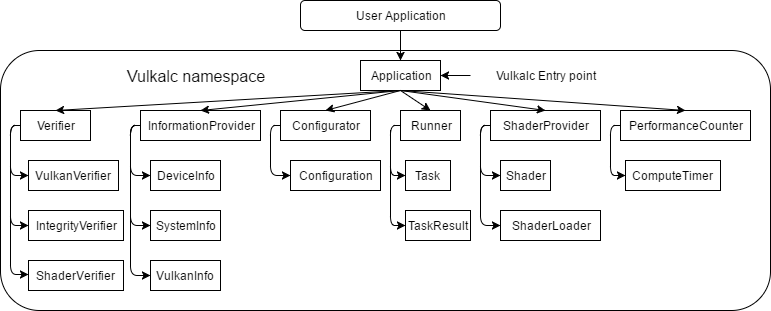 User Application
Vulkalc namespace
Application
Vulkalc Entry point
Verifier
InformationProvider
Configurator
Runner
ShaderProvider
PerformanceCounter
VulkanVerifier
DeviceInfo
Configuration
Task
Shader
ComputeTimer
IntegrityVerifier
SystemInfo
TaskResult
ShaderLoader
ShaderVerifier
VulkanInfo